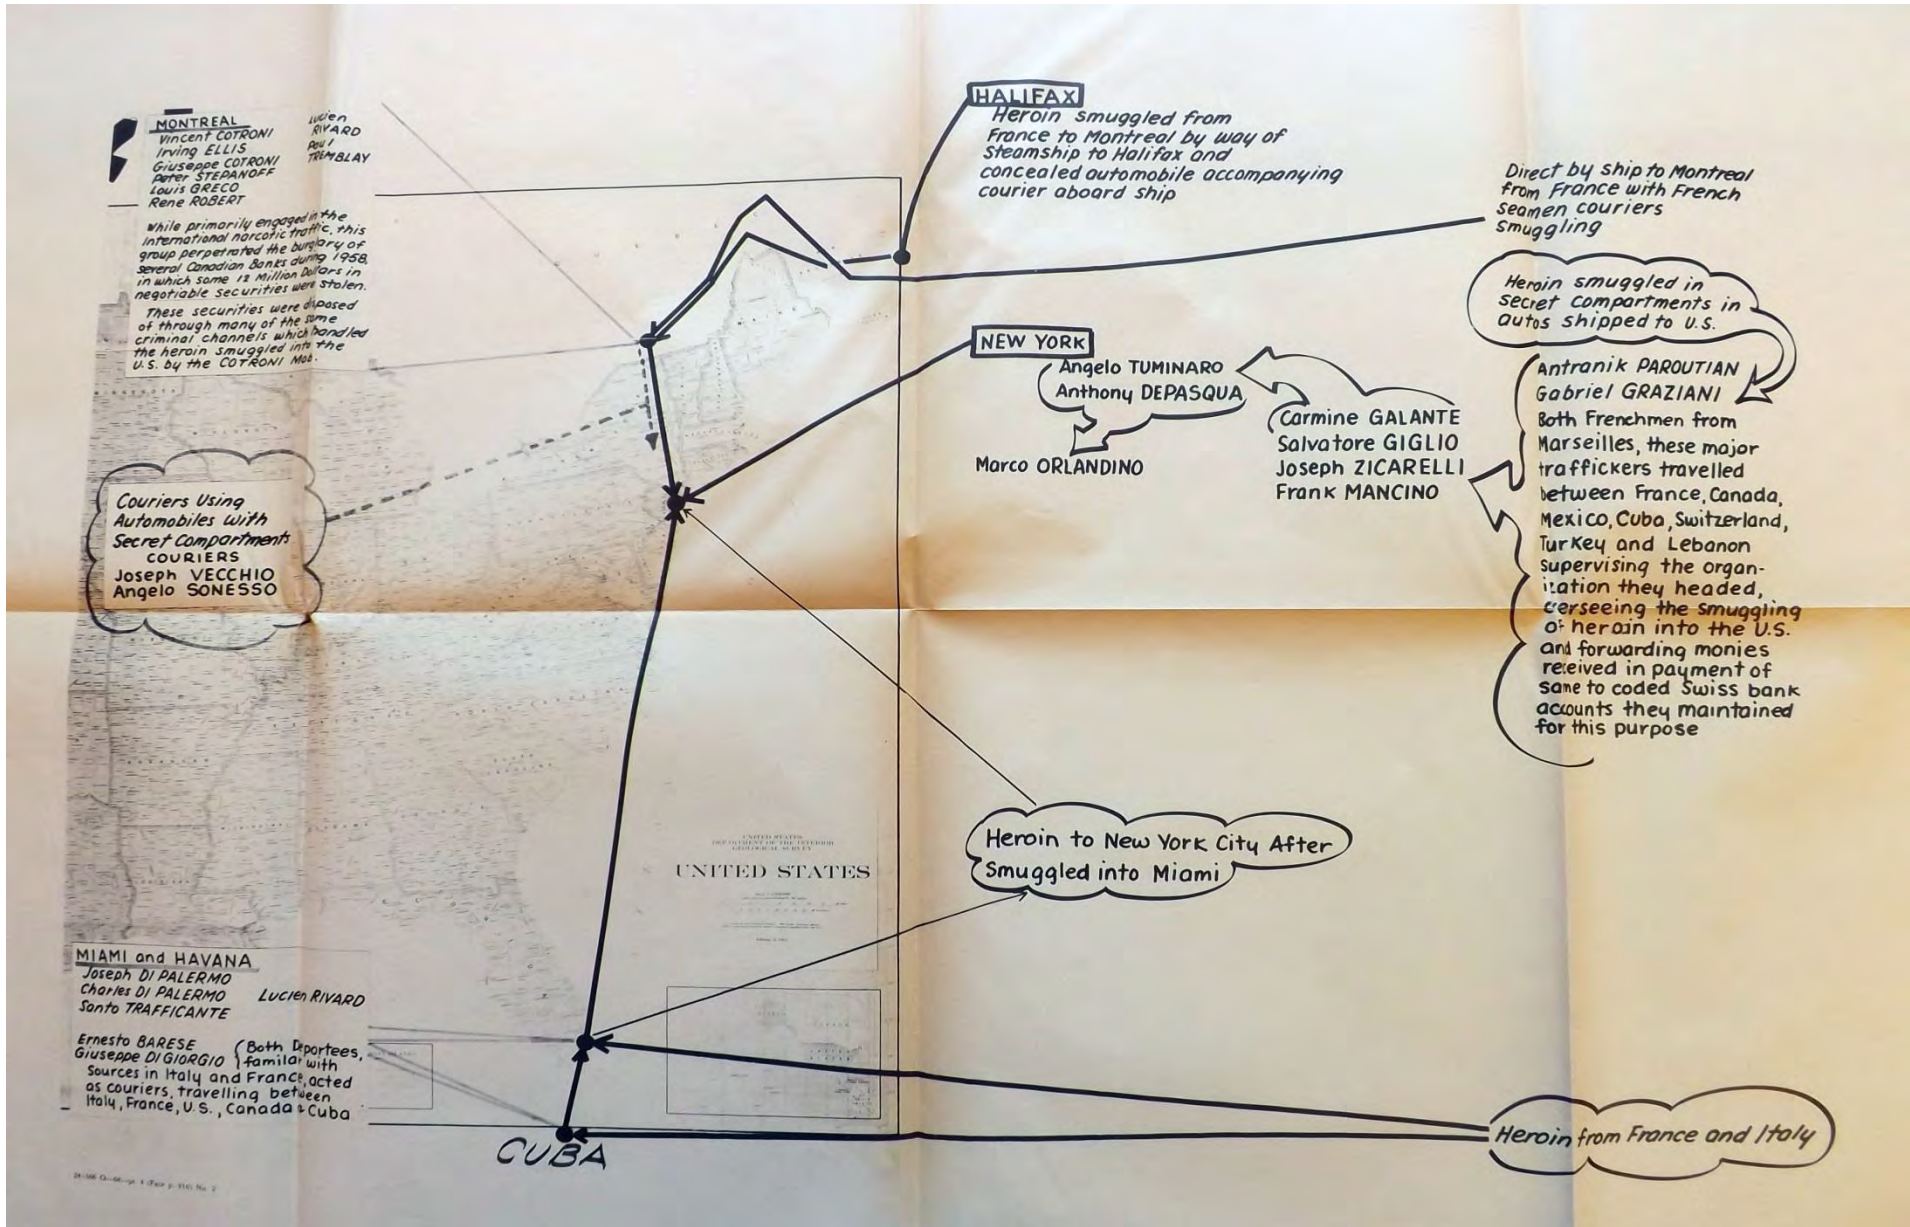 MONTREAL
Vincent COTRONI
Irving ELLIS
Giuseppe COTRONI
Peter STEPANOFF
Louis GRECO
Rene ROBERT
Lucien
RIVARD
Paul
TREMBLAY
While primarily engaged in the
International narcotic traffic, this
group perpetrated the burglary of
several Canadian Banks during 1958,
in which some 12 Million Dollars in
negotiable securities were stolen.
These securities were disposed
of through many of the same
criminal channels which handled
the heroin smuggled into the
U.S. by the COTRONI Mob.
HALIFAX
Heroin smuggled from
France to Montreal by way of
Steamship to Halifax and
concealed automobile accompanying
courier aboard ship
Direct by ship to Montreal
from France with French
Seamen couriers
Smuggling
Heroin smuggled in
secret compartments in
autos shipped to U.S.
NEW YORK
Angelo TUMINARO
Anthony DEPASQUA
Marco ORLANDINO
Carmine GALANTE
Salvatore GIGLIO
Joseph ZICARELLI
Frank MANCINO
Antranik PAROUTIAN
Gabriel GRAZIANI
Both Frenchmen from
Marseilles, these major
traffickers travelled
between France, Canada,
Mexico, Cuba, Switzerland,
Turkey and Lebanon
supervising the organ-
ization they headed,
overseeing the smuggling
of heroin into the U.S.
and forwarding monies
received in payment of
same to coded Swiss bank
accounts they maintained
for this purpose
Couriers Using
Automobiles with
Secret Compartments
COURIERS
Joseph VECCHIO
Angelo SONESSO
Heroin to New York City After
Smuggled into Miami
UNITED STATES
DEPARTMENT OF THE INTERIOR
GEOLOGICAL SURVEY
UNITED STATES
MIAMI and HAVANA
Joseph DI PALERMO
Charles DI PALERMO
Santo TRAFFICANTE
Lucien RIVARD
Ernesto BARESE
Giuseppe DI GIORGIO
Both Deportees,
familar with
Sources in Italy and France, acted
as couriers, travelling between
Italy, France, U.S., Canada & Cuba
CUBA
Heroin from France and Italy